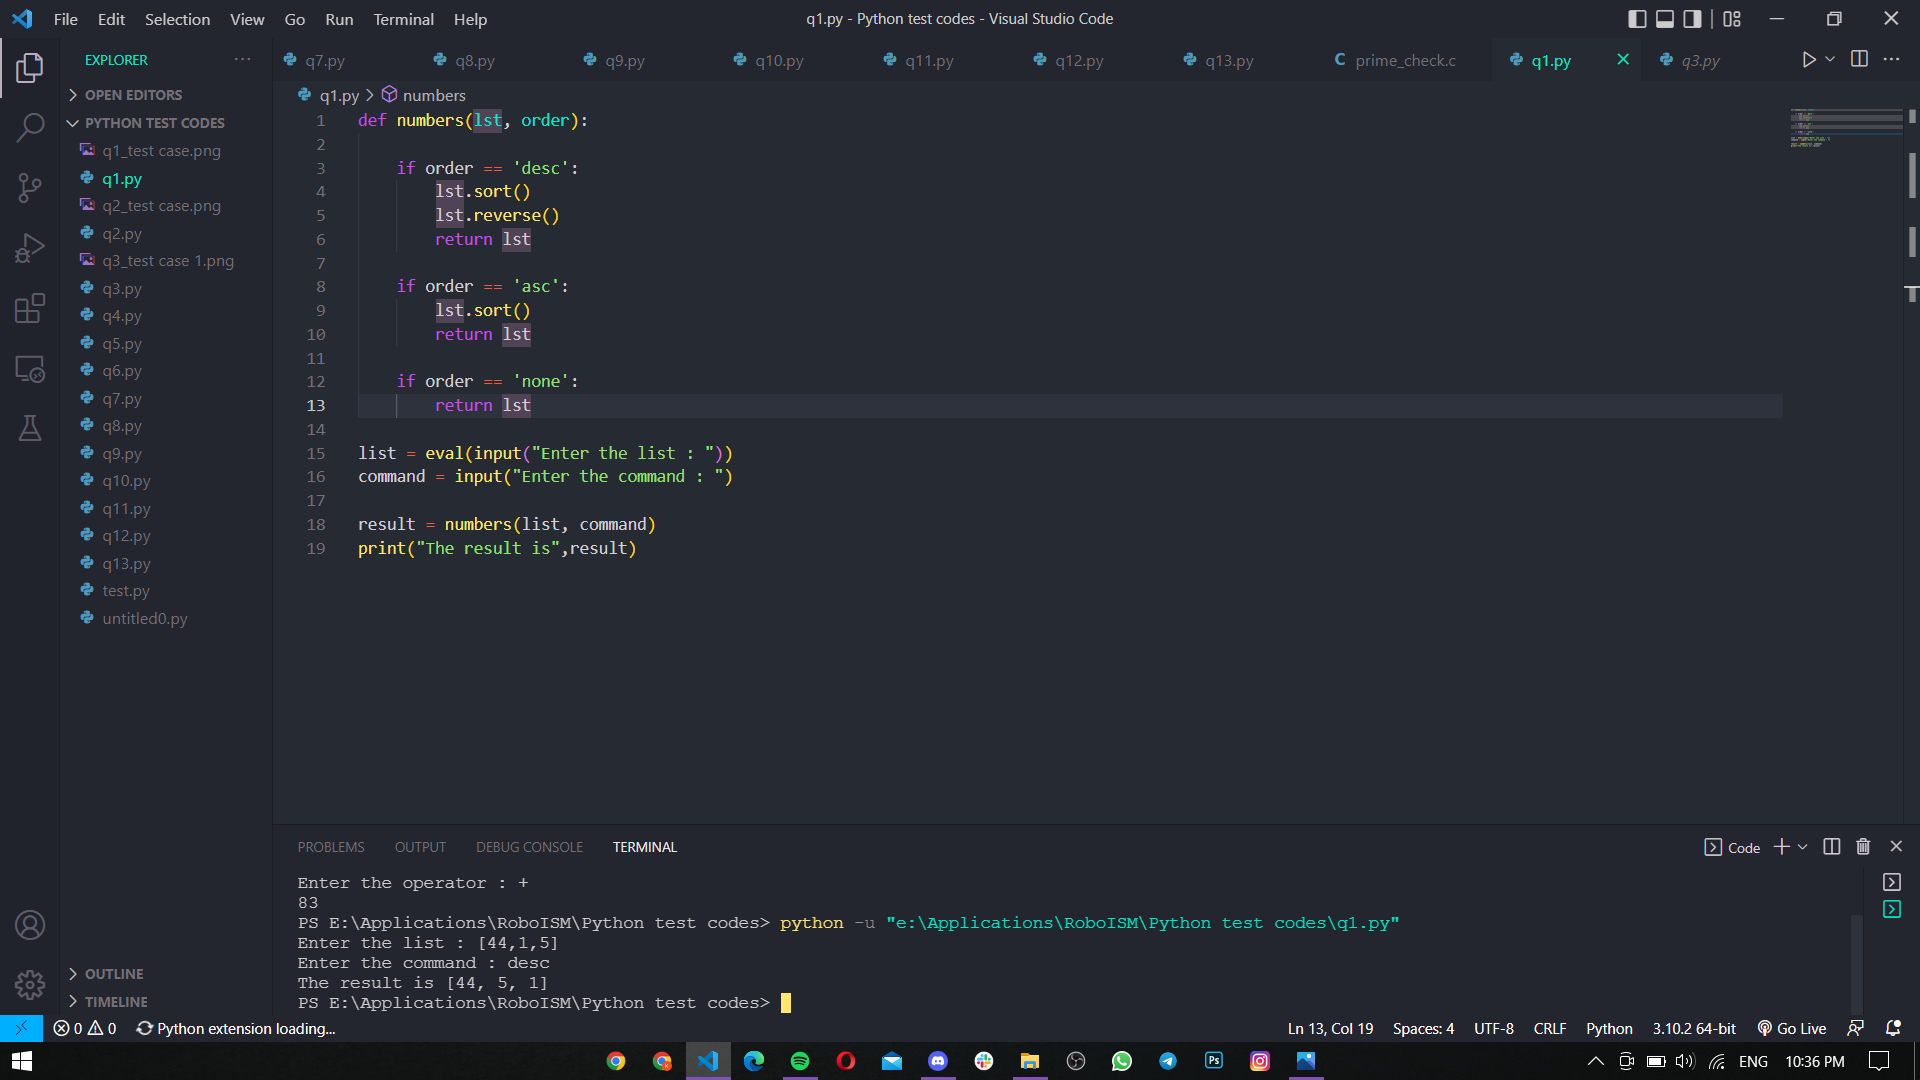 File Edit Selection View Go Run Terminal Help
q1.py - Python test codes - Visual Studio Code
EXPLORER
q7.py q8.py q9.py q10.py q11.py q12.py q13.py C prime_check.c q1.py q3.py
OPEN EDITORS
PYTHON TEST CODES
q1_test case.png
q1.py
q2_test case.png
q2.py
q3_test case 1.png
q3.py
q4.py
q5.py
q6.py
q7.py
q8.py
q9.py
q10.py
q11.py
q12.py
q13.py
test.py
untitled0.py
OUTLINE
TIMELINE
q1.py > numbers
1 def numbers(lst, order):
2
3 if order == 'desc':
4 lst.sort()
5 lst.reverse()
6 return lst
7
8 if order == 'asc':
9 lst.sort()
10 return lst
11
12 if order == 'none':
13 return lst
14
15 list = eval(input("Enter the list : "))
16 command = input("Enter the command : ")
17
18 result = numbers(list, command)
19 print("The result is",result)
PROBLEMS OUTPUT DEBUG CONSOLE TERMINAL
Code
Enter the operator : +
83
PS E:\Applications\RoboISM\Python test codes> python -u "e:\Applications\RoboISM\Python test codes\q1.py"
Enter the list : [44,1,5]
Enter the command : desc
The result is [44, 5, 1]
PS E:\Applications\RoboISM\Python test codes>
0 0 Python extension loading...
Ln 13, Col 19 Spaces: 4 UTF-8 CRLF Python 3.10.2 64-bit Go Live
Ps
ENG 10:36 PM